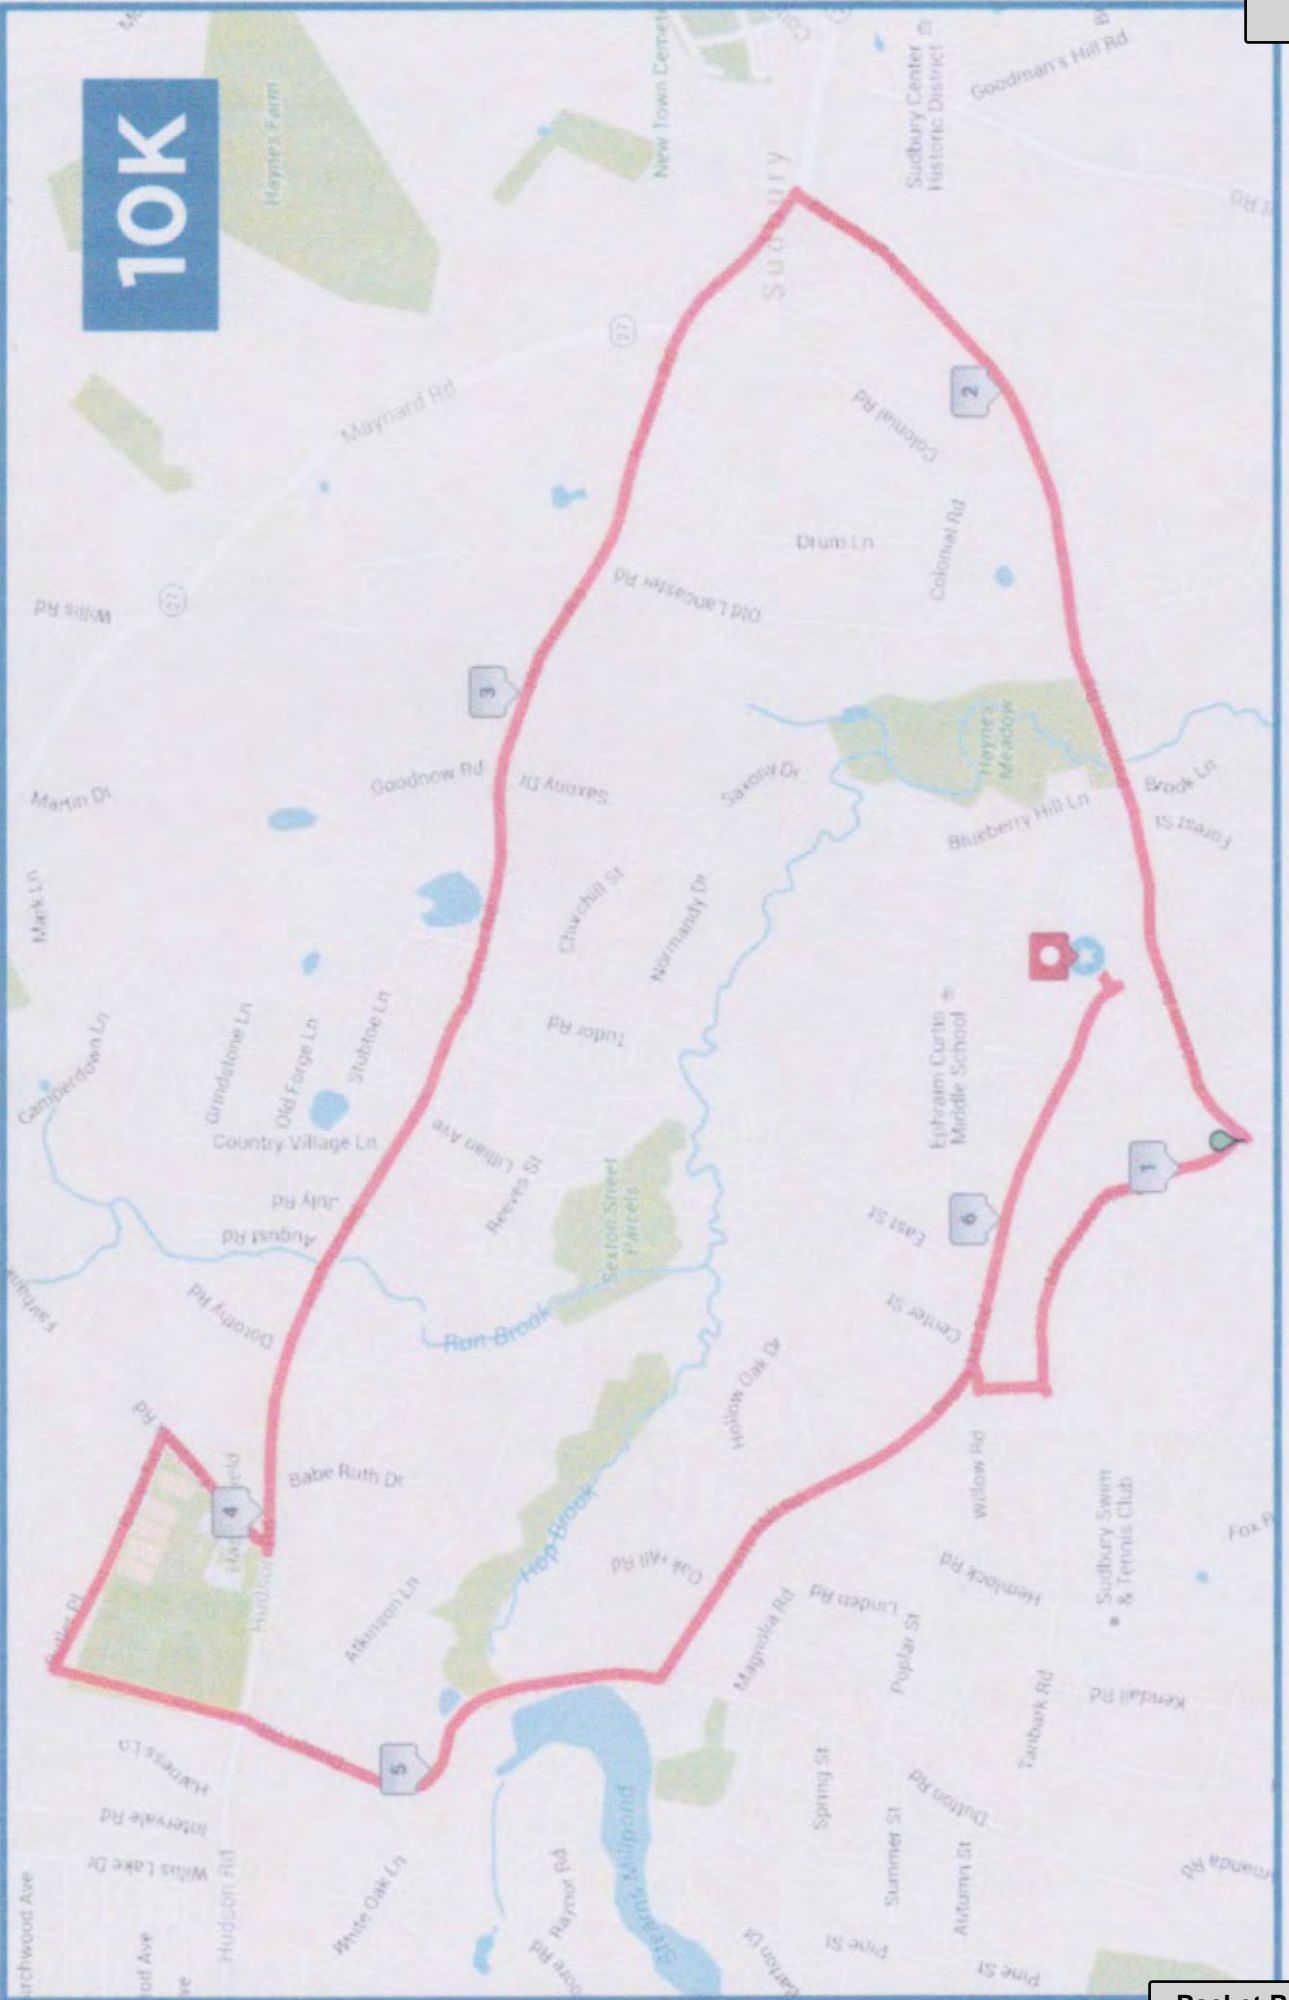 10K
Haynes Farm
New Town Cemet
Sudbury Center
Historic District
Goodman's Hill Rd
Sudbury
Maynard Rd
27
27
2
Colonial Rd
Colonial Rd
Drum Ln
Old Lancaster Rd
Willis Rd
3
Goodnow Rd
Saxony Dr
Saxony Dr
Haynes
Meadow
Brook Ln
Forest St
Blueberry Hill Ln
Martin Dr
Mark Ln
Churchill St
Normandy Dr
Tudor Rd
Camperdown Ln
Grindstone Ln
Old Forge Ln
Stubtoe Ln
Country Village Ln
Lillian Ave
Reeves St
July Rd
August Rd
Sexton Street
Parcels
Ephraim Curtis
Middle School
1
6
East St
Center St
Dorothy Rd
Run Brook
Hollow Oak Dr
Rd
4
Babe Ruth Dr
Hop Brook
Willow Rd
Sudbury Swim
& Tennis Club
Oak Hill Rd
Hemlock Rd
Linden Rd
Magnolia Rd
Poplar St
Atkinson Ln
Hudson
Butler Pl
Kendall Rd
Tanbark Rd
5
Harness Ln
Intervale Rd
Willis Lake Dr
Hudson Rd
White Oak Ln
Raynor Rd
Stearns Millpond
Spring St
Summer St
Dutton Rd
Autumn St
Pine St
Pine St
Barton Dr